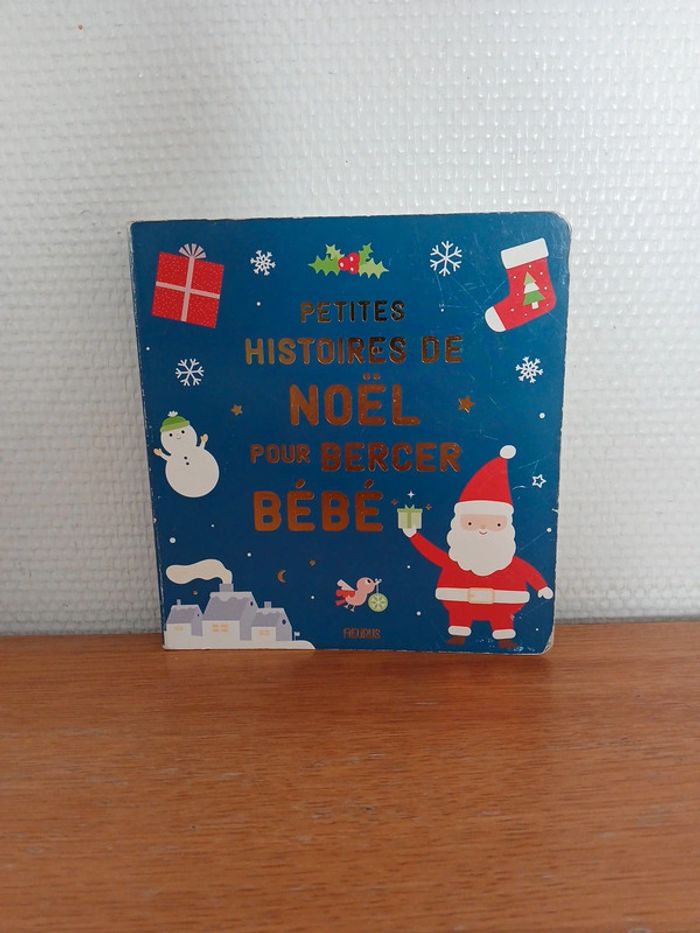 PETITES
HISTOIRES DE
NOËL
POUR BERCER
BÉBÉ
FLEURUS